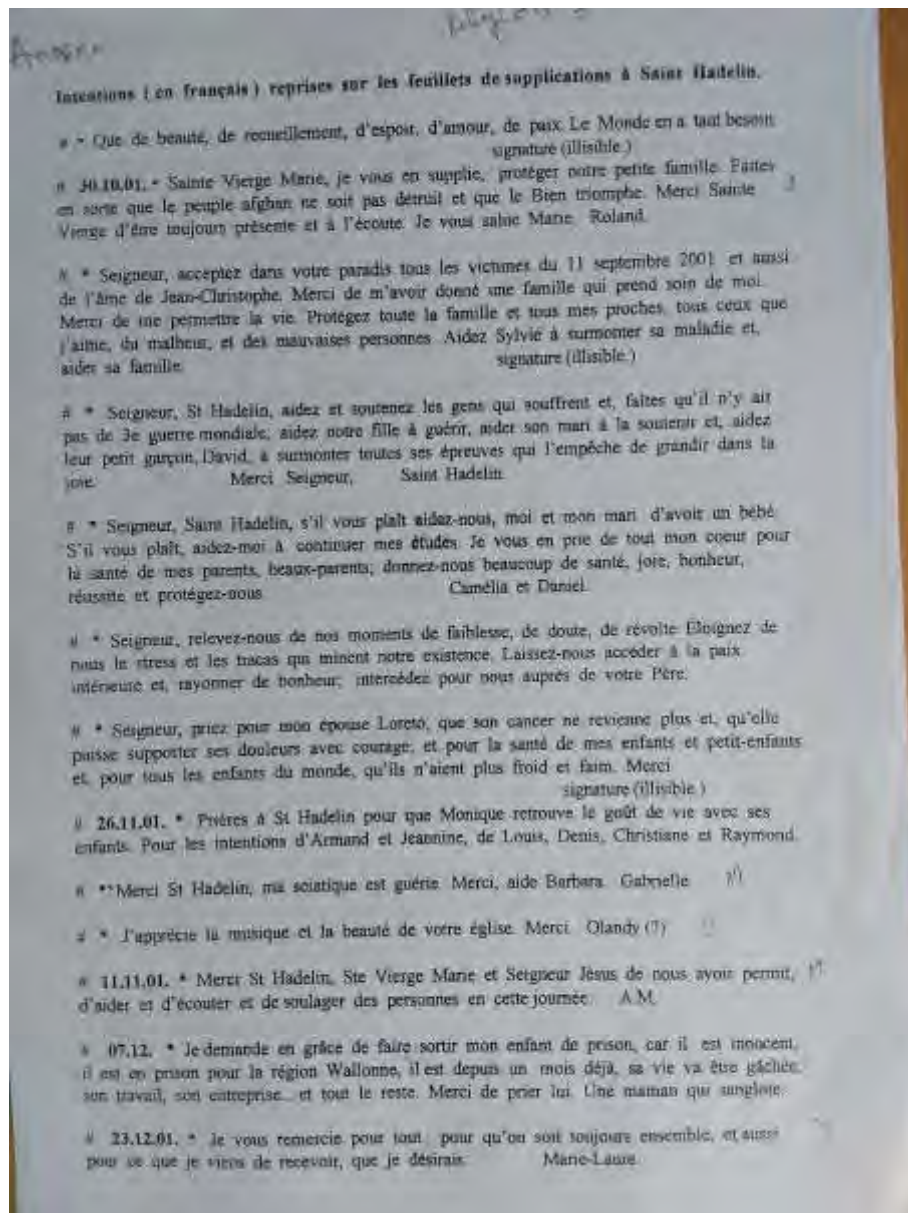 Annexe
Intentions ( en français ) reprises sur les feuillets de supplications à Saint Hadelin.
# * Que de beauté, de recueillement, d'espoir, d'amour, de paix. Le Monde en a tant besoin.
signature (illisible.)
# 30.10.01. * Sainte Vierge Marie, je vous en supplie, protéger notre petite famille. Faites
en sorte que le peuple afghan ne soit pas détruit et que le Bien triomphe. Merci Sainte
Vierge d'être toujours présente et à l'écoute. Je vous salue Marie. Roland.
# * Seigneur, acceptez dans votre paradis tous les victimes du 11 septembre 2001 et aussi
de l'âme de Jean-Christophe. Merci de m'avoir donné une famille qui prend soin de moi.
Merci de me permettre la vie. Protégez toute la famille et tous mes proches, tous ceux que
j'aime, du malheur, et des mauvaises personnes. Aidez Sylvie à surmonter sa maladie et,
aider sa famille. signature (illisible.)
# * Seigneur, St Hadelin, aidez et soutenez les gens qui souffrent et, faites qu'il n'y ait
pas de 3e guerre mondiale; aidez notre fille à guérir, aider son mari à la soutenir et, aidez
leur petit garçon, David, à surmonter toutes ses épreuves qui l'empêche de grandir dans la
joie. Merci Seigneur, Saint Hadelin.
# * Seigneur, Saint Hadelin, s'il vous plaît aidez-nous, moi et mon mari d'avoir un bébé.
S'il vous plaît, aidez-moi à continuer mes études. Je vous en prie de tout mon coeur pour
la santé de mes parents, beaux-parents; donnez-nous beaucoup de santé, joie, bonheur,
réussite et protégez-nous. Camélia et Daniel.
# * Seigneur, relevez-nous de nos moments de faiblesse, de doute, de révolte. Eloignez de
nous le stress et les tracas qui minent notre existence. Laissez-nous accéder à la paix
intérieure et, rayonner de bonheur; intercédez pour nous auprès de votre Père.
# * Seigneur, priez pour mon épouse Loreto, que son cancer ne revienne plus et, qu'elle
puisse supporter ses douleurs avec courage, et pour la santé de mes enfants et petit-enfants
et, pour tous les enfants du monde, qu'ils n'aient plus froid et faim. Merci
signature (illisible.)
# 26.11.01. * Prières à St Hadelin pour que Monique retrouve le goût de vie avec ses
enfants. Pour les intentions d'Armand et Jeannine, de Louis, Denis, Christiane et Raymond.
# ** Merci St Hadelin, ma sciatique est guérie. Merci, aide Barbara. Gabrielle
# * J'apprécie la musique et la beauté de votre église. Merci. Olandy (?)
# 11.11.01. * Merci St Hadelin, Ste Vierge Marie et Seigneur Jésus de nous avoir permit,
d'aider et d'écouter et de soulager des personnes en cette journée. A.M.
# 07.12. * Je demande en grâce de faire sortir mon enfant de prison, car il est innocent,
il est en prison pour la région Wallonne, il est depuis un mois déjà, sa vie va être gâchée,
son travail, son entreprise... et tout le reste. Merci de prier lui. Une maman qui sanglote.
# 23.12.01. * Je vous remercie pour tout pour qu'on soit toujours ensemble, et aussi
pour ce que je viens de recevoir, que je désirais. Marie-Laure.